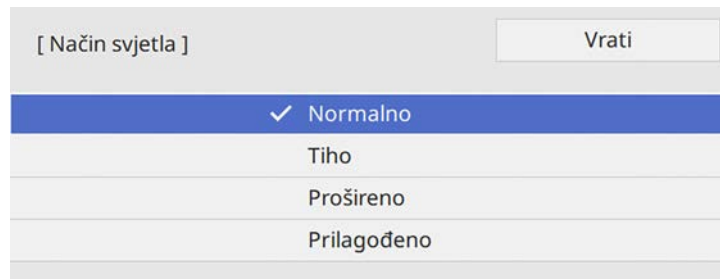 [ Način svjetla ]
Vrati
Normalno
Tiho
Prošireno
Prilagođeno